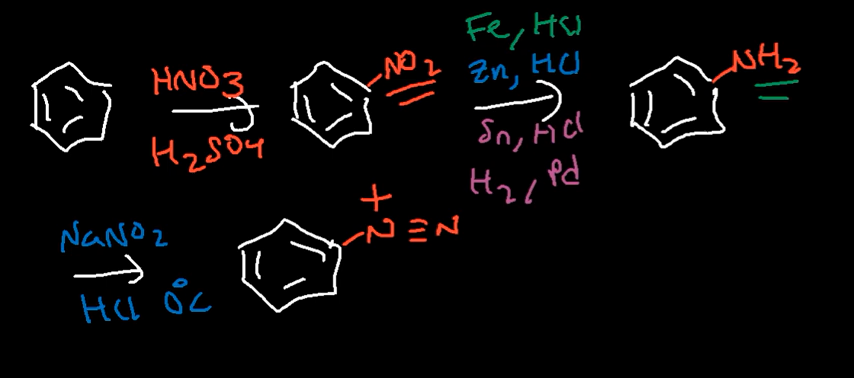 HNO3
H2SO4
NO2
Fe, HCl
Zn, HCl
Sn, HCl
H2, Pd
NH2
NaNO2
HCl 0°C
+
N≡N